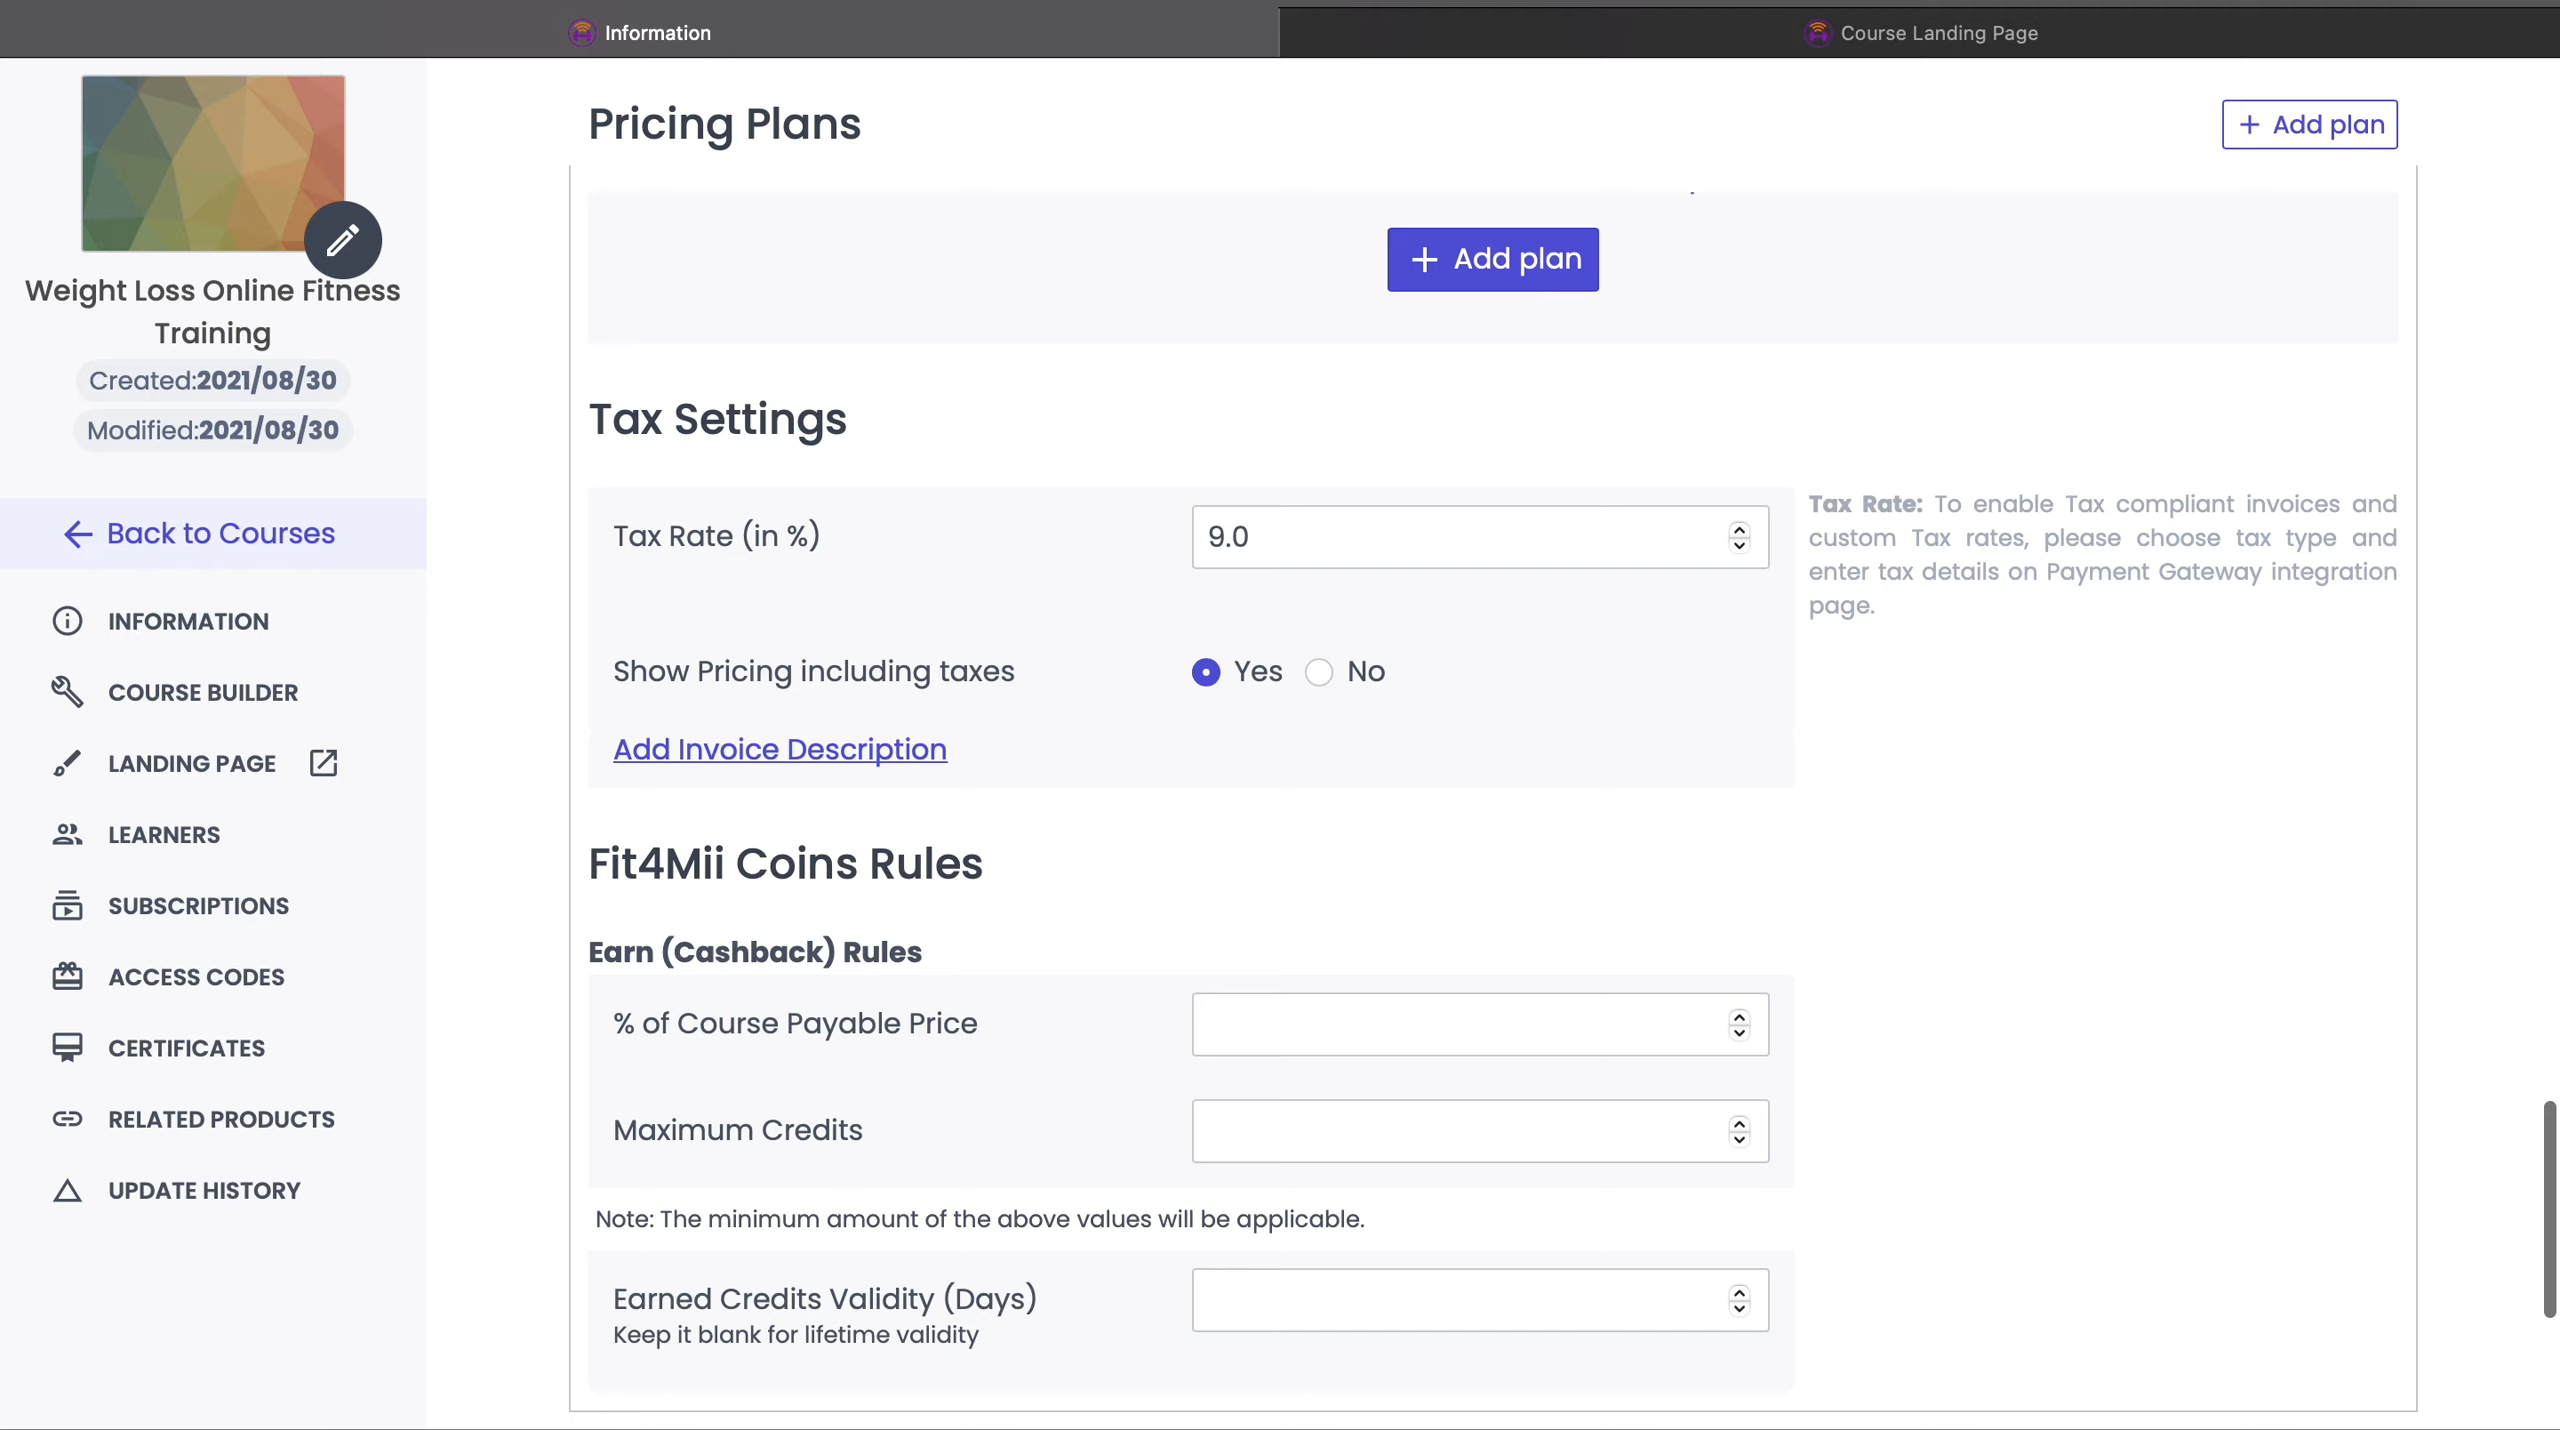 Information
Course Landing Page
Weight Loss Online Fitness
Training
Created:2021/08/30
Modified:2021/08/30
Back to Courses
INFORMATION
COURSE BUILDER
LANDING PAGE
LEARNERS
SUBSCRIPTIONS
ACCESS CODES
CERTIFICATES
RELATED PRODUCTS
UPDATE HISTORY
Pricing Plans
+ Add plan
+ Add plan
Tax Settings
Tax Rate (in %)
9.0
Tax Rate: To enable Tax compliant invoices and
custom Tax rates, please choose tax type and
enter tax details on Payment Gateway integration
page.
Show Pricing including taxes
Yes
No
Add Invoice Description
Fit4Mii Coins Rules
Earn (Cashback) Rules
% of Course Payable Price
Maximum Credits
Note: The minimum amount of the above values will be applicable.
Earned Credits Validity (Days)
Keep it blank for lifetime validity